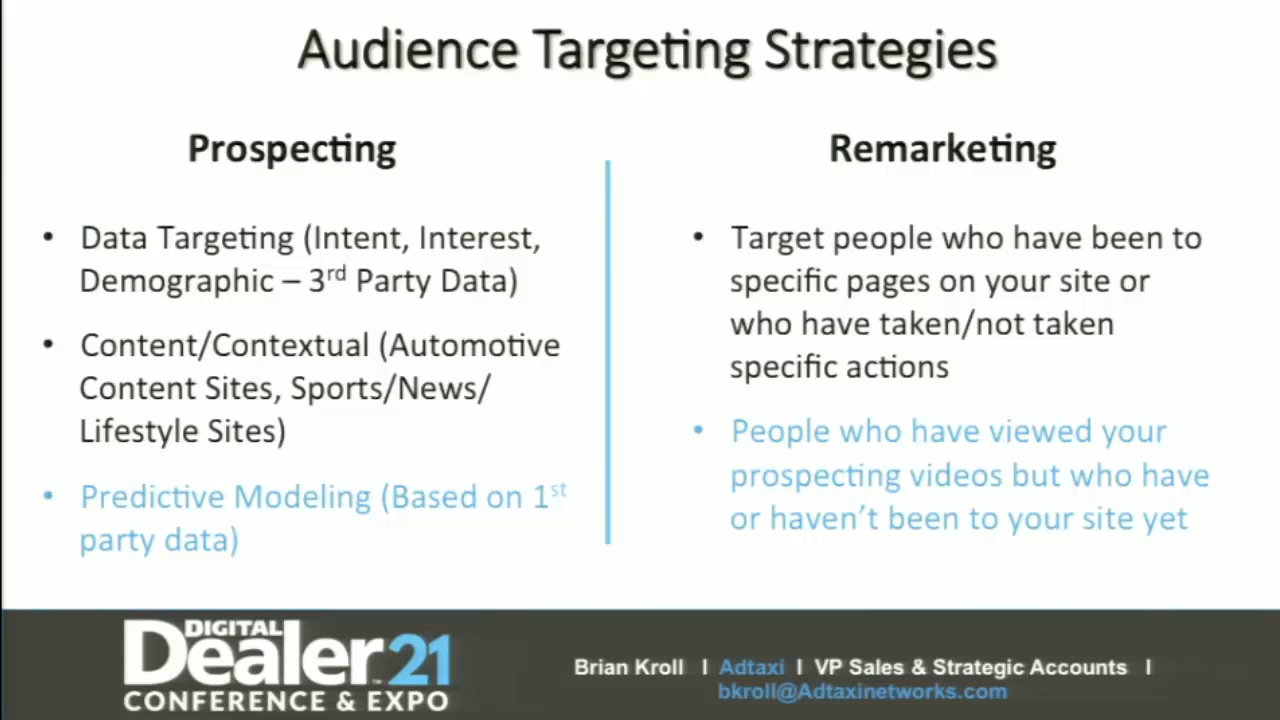 Audience Targeting Strategies
Prospecting
• Data Targeting (Intent, Interest,
Demographic – 3rd Party Data)
• Content/Contextual (Automotive
Content Sites, Sports/News/
Lifestyle Sites)
• Predictive Modeling (Based on 1st
party data)
Remarketing
• Target people who have been to
specific pages on your site or
who have taken/not taken
specific actions
• People who have viewed your
prospecting videos but who have
or haven't been to your site yet
DIGITAL
Dealer 21
CONFERENCE & EXPO
Brian Kroll I Adtaxi I VP Sales & Strategic Accounts I
bkroll@Adtaxinetworks.com